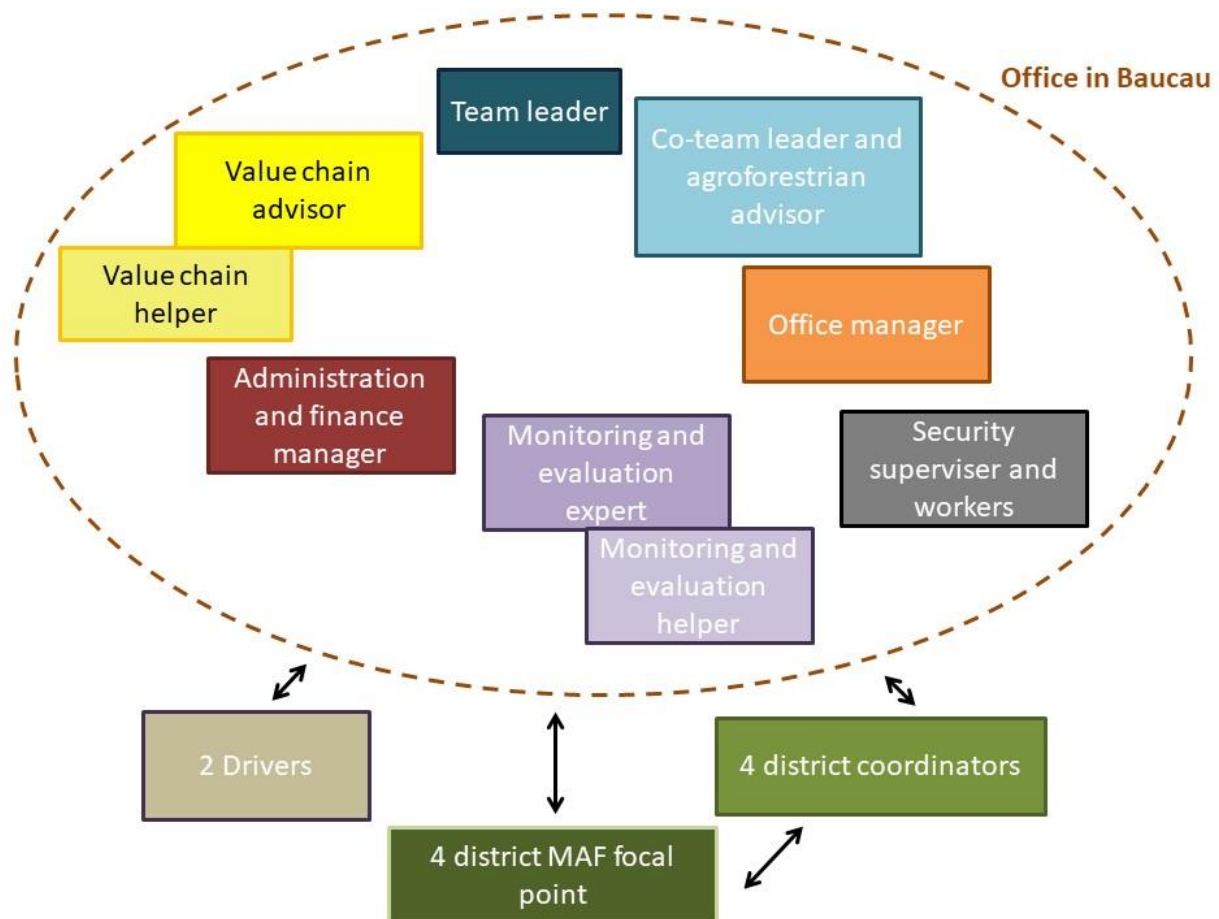 Office in Baucau
Team leader
Co-team leader and
agroforestrian
advisor
Value chain
advisor
Value chain
helper
Office manager
Administration
and finance
manager
Monitoring and
evaluation
expert
Security
superviser and
workers
Monitoring and
evaluation
helper
2 Drivers
4 district coordinators
4 district MAF focal
point